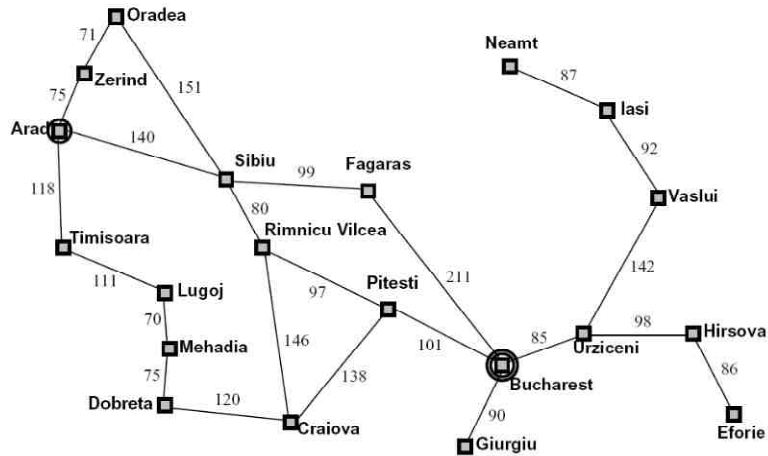 Oradea
71
Neamt
Zerind
87
151
75
Iasi
Arad
140
92
Sibiu
Fagaras
99
118
80
Vaslui
Timisoara
Rimnicu Vilcea
111
211
142
Lugoj
97
Pitesti
70
98
Hirsova
146
101
85
Mehadia
Urziceni
138
86
75
Bucharest
Dobreta
120
90
Craiova
Eforie
Giurgiu